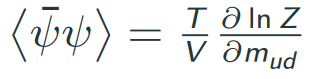 ⟨ψ̄ψ⟩ = T/V ∂ ln Z/∂m_ud